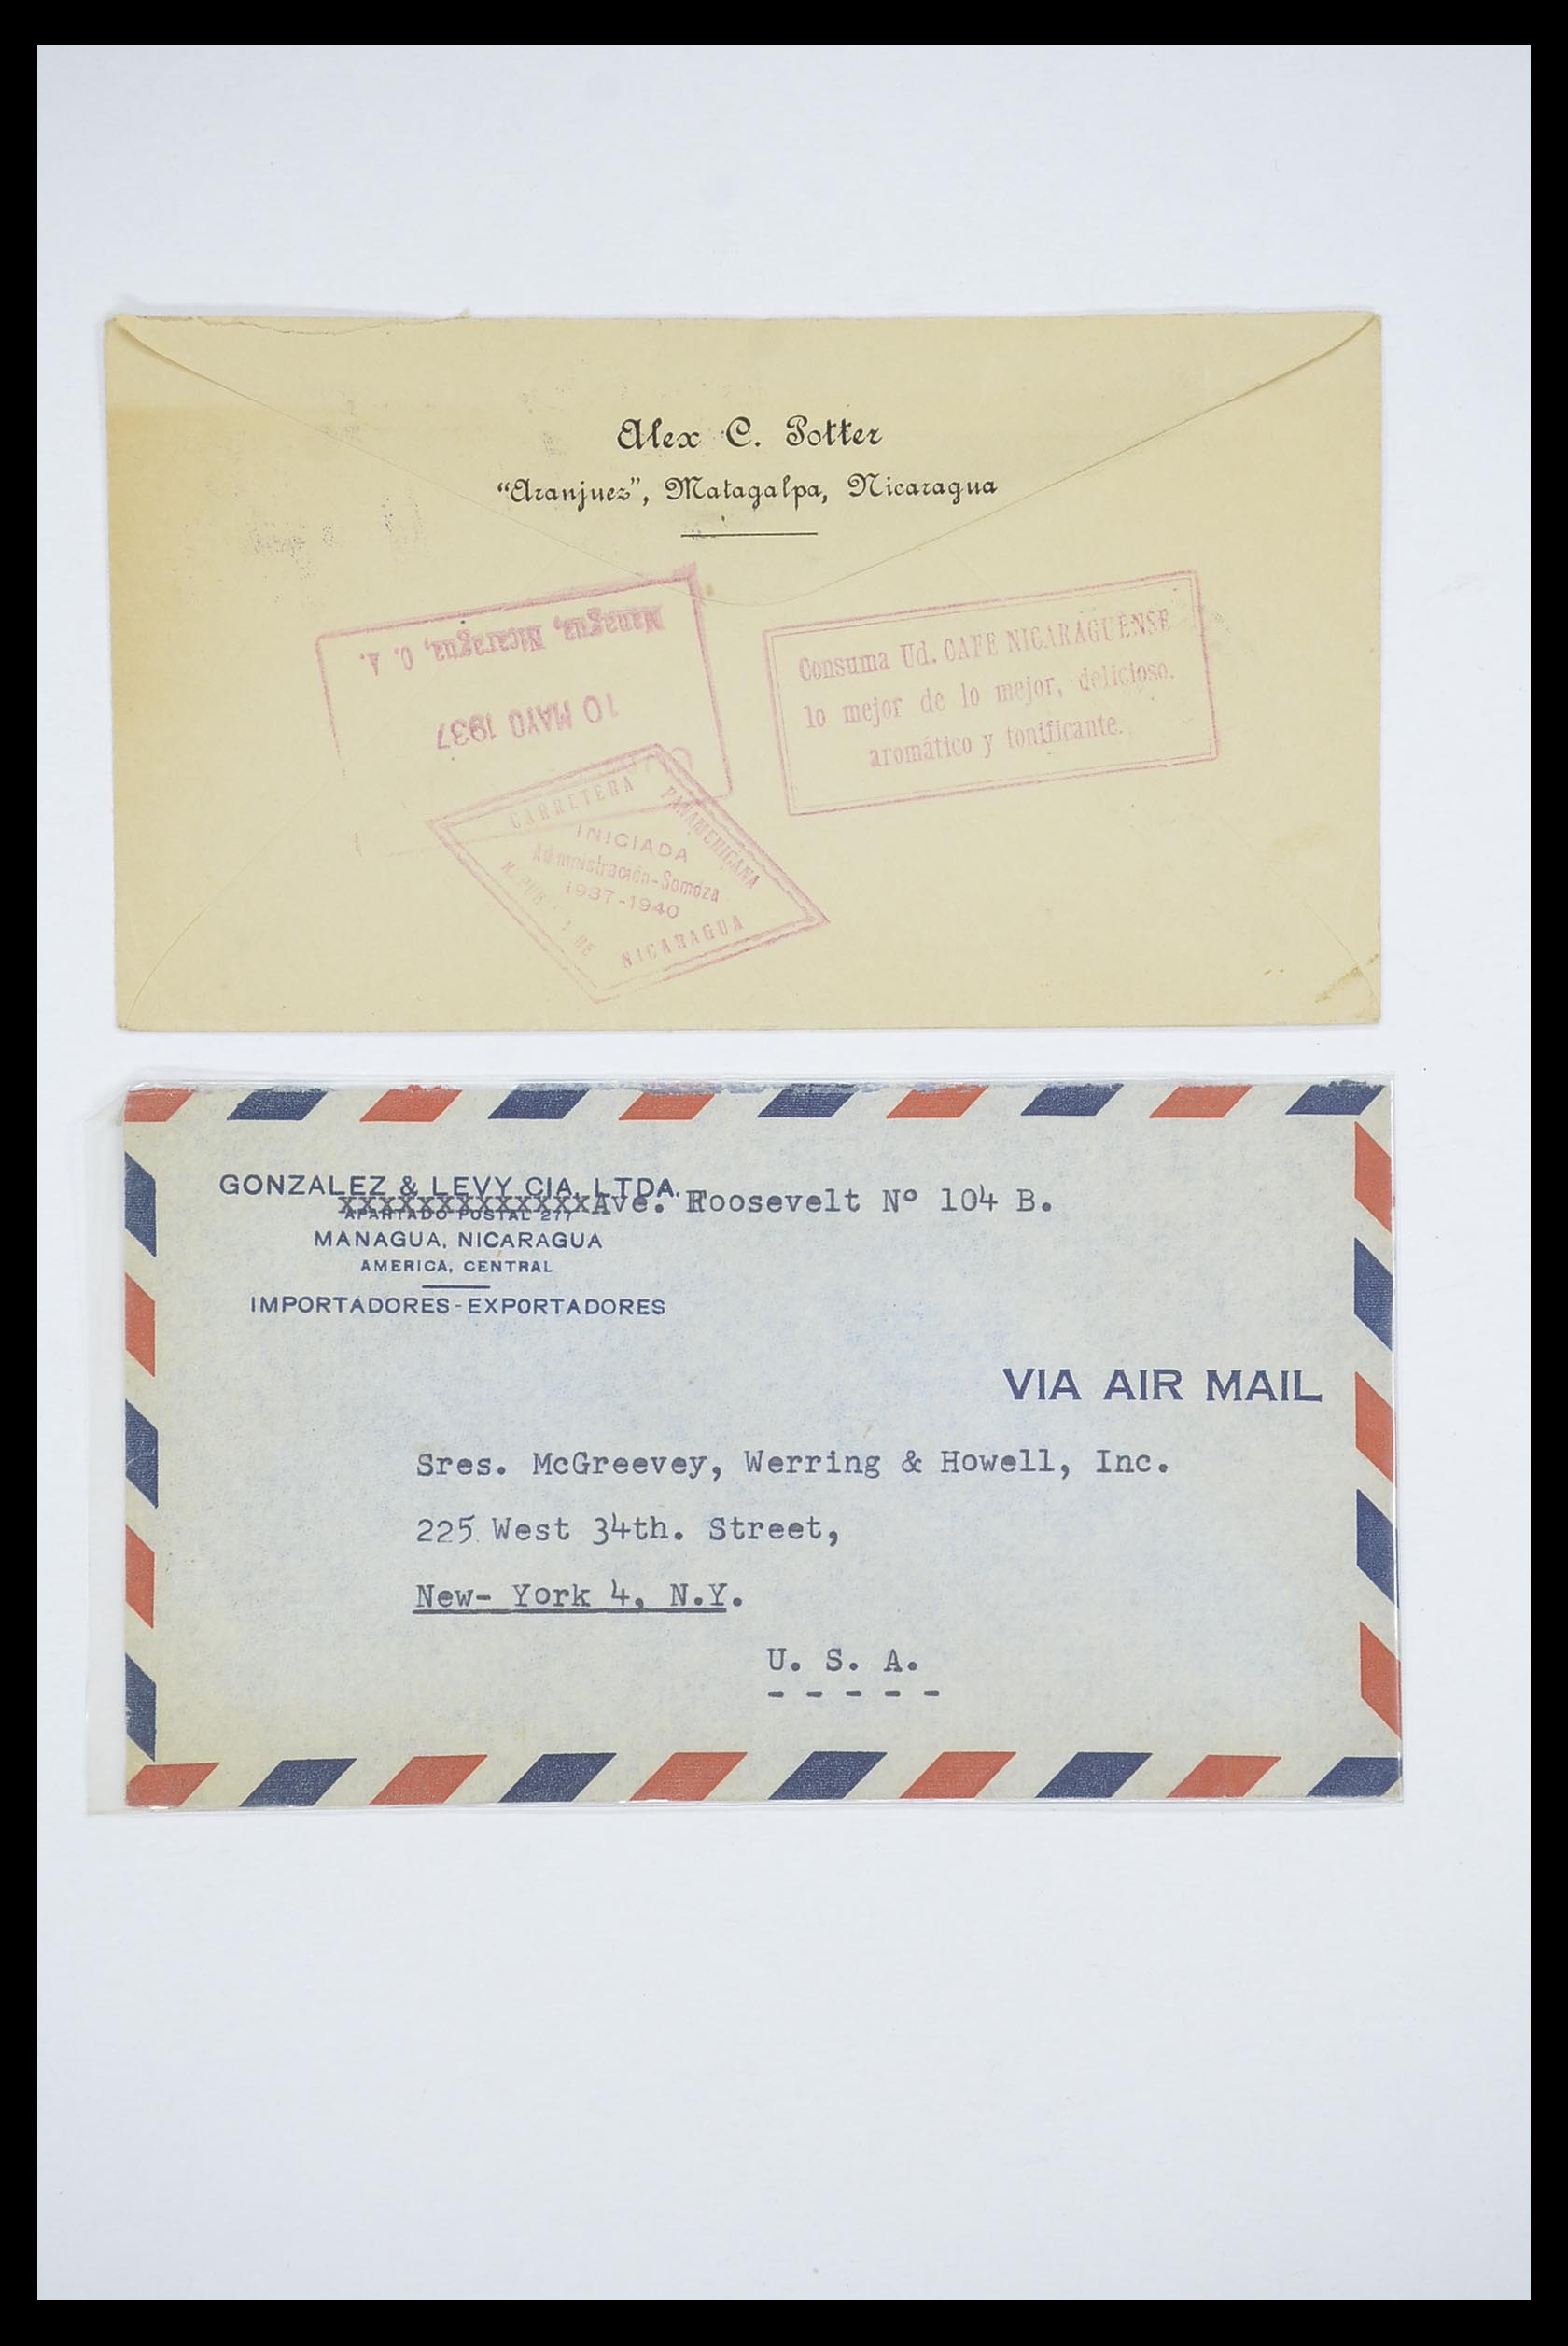 Alex C. Potter
“Aranjuez”, Matagalpa, Nicaragua
Managua, Nicaragua, C. A.
10 MAYO 1937
Consuma Ud. CAFE NICARAGUENSE
lo mejor de lo mejor, delicioso,
aromático y tonificante.
CARRETERA PANAMERICANA
INICIADA
Administración-Somoza
1937-1940
DE NICARAGUA
GONZALEZ & LEVY CIA. LTDA.
xxxxxxxxxxxxxAve. Roosevelt Nº 104 B.
APARTADO POSTAL 277
MANAGUA, NICARAGUA
AMERICA, CENTRAL
IMPORTADORES - EXPORTADORES
VIA AIR MAIL
Sres. McGreevey, Werring & Howell, Inc.
225 West 34th. Street,
New- York 4, N.Y.
U. S. A.
- - - - -